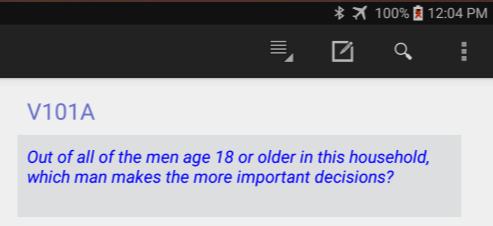 100% 12:04 PM
V101A
Out of all of the men age 18 or older in this household,
which man makes the more important decisions?